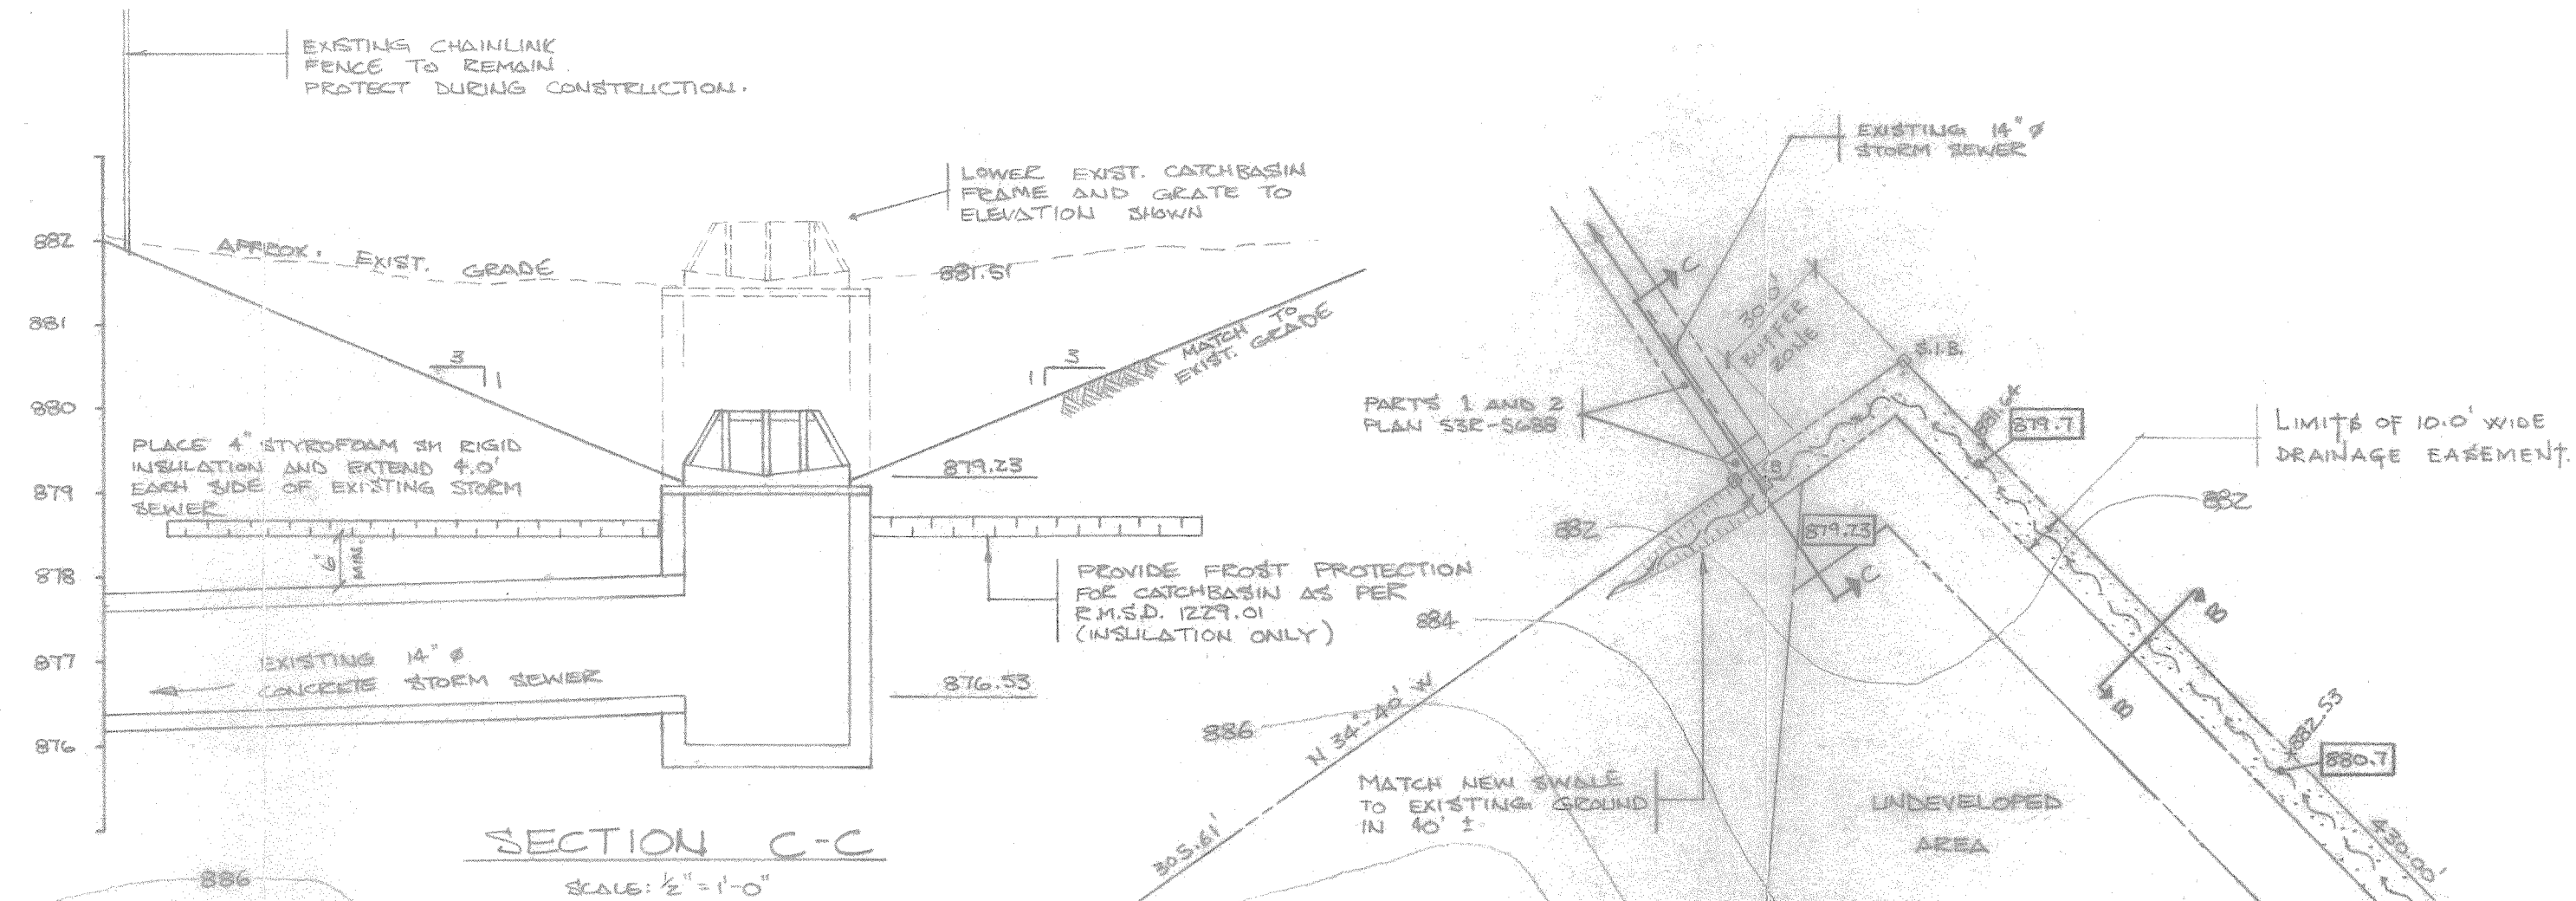 EXISTING CHAINLINK
FENCE TO REMAIN
PROTECT DURING CONSTRUCTION.
LOWER EXIST. CATCHBASIN
FRAME AND GRATE TO
ELEVATION SHOWN
882
881
880
879
878
877
876
APPROX. EXIST. GRADE
881.51
3
1
3
1
MATCH TO
EXIST. GRADE
PLACE 4" STYROFOAM SM RIGID
INSULATION AND EXTEND 4.0'
EACH SIDE OF EXISTING STORM
SEWER
879.23
6"
MIN.
PROVIDE FROST PROTECTION
FOR CATCHBASIN AS PER
R.M.S.D. 1229.01
(INSULATION ONLY)
EXISTING 14" ø
CONCRETE STORM SEWER
876.53
SECTION C-C
SCALE: 1/2" = 1'-0"
886
EXISTING 14" ø
STORM SEWER
C
30.0'
BUFFER
ZONE
S.I.B.
PARTS 1 AND 2
PLAN 53R-5688
881.64
879.7
LIMITS OF 10.0' WIDE
DRAINAGE EASEMENT.
882
882
879.23
C
884
B
B
886
N 34°-40' W
882.53
880.7
MATCH NEW SWALE
TO EXISTING GROUND
IN 40' ±
UNDEVELOPED
AREA
305.61'
430.00'